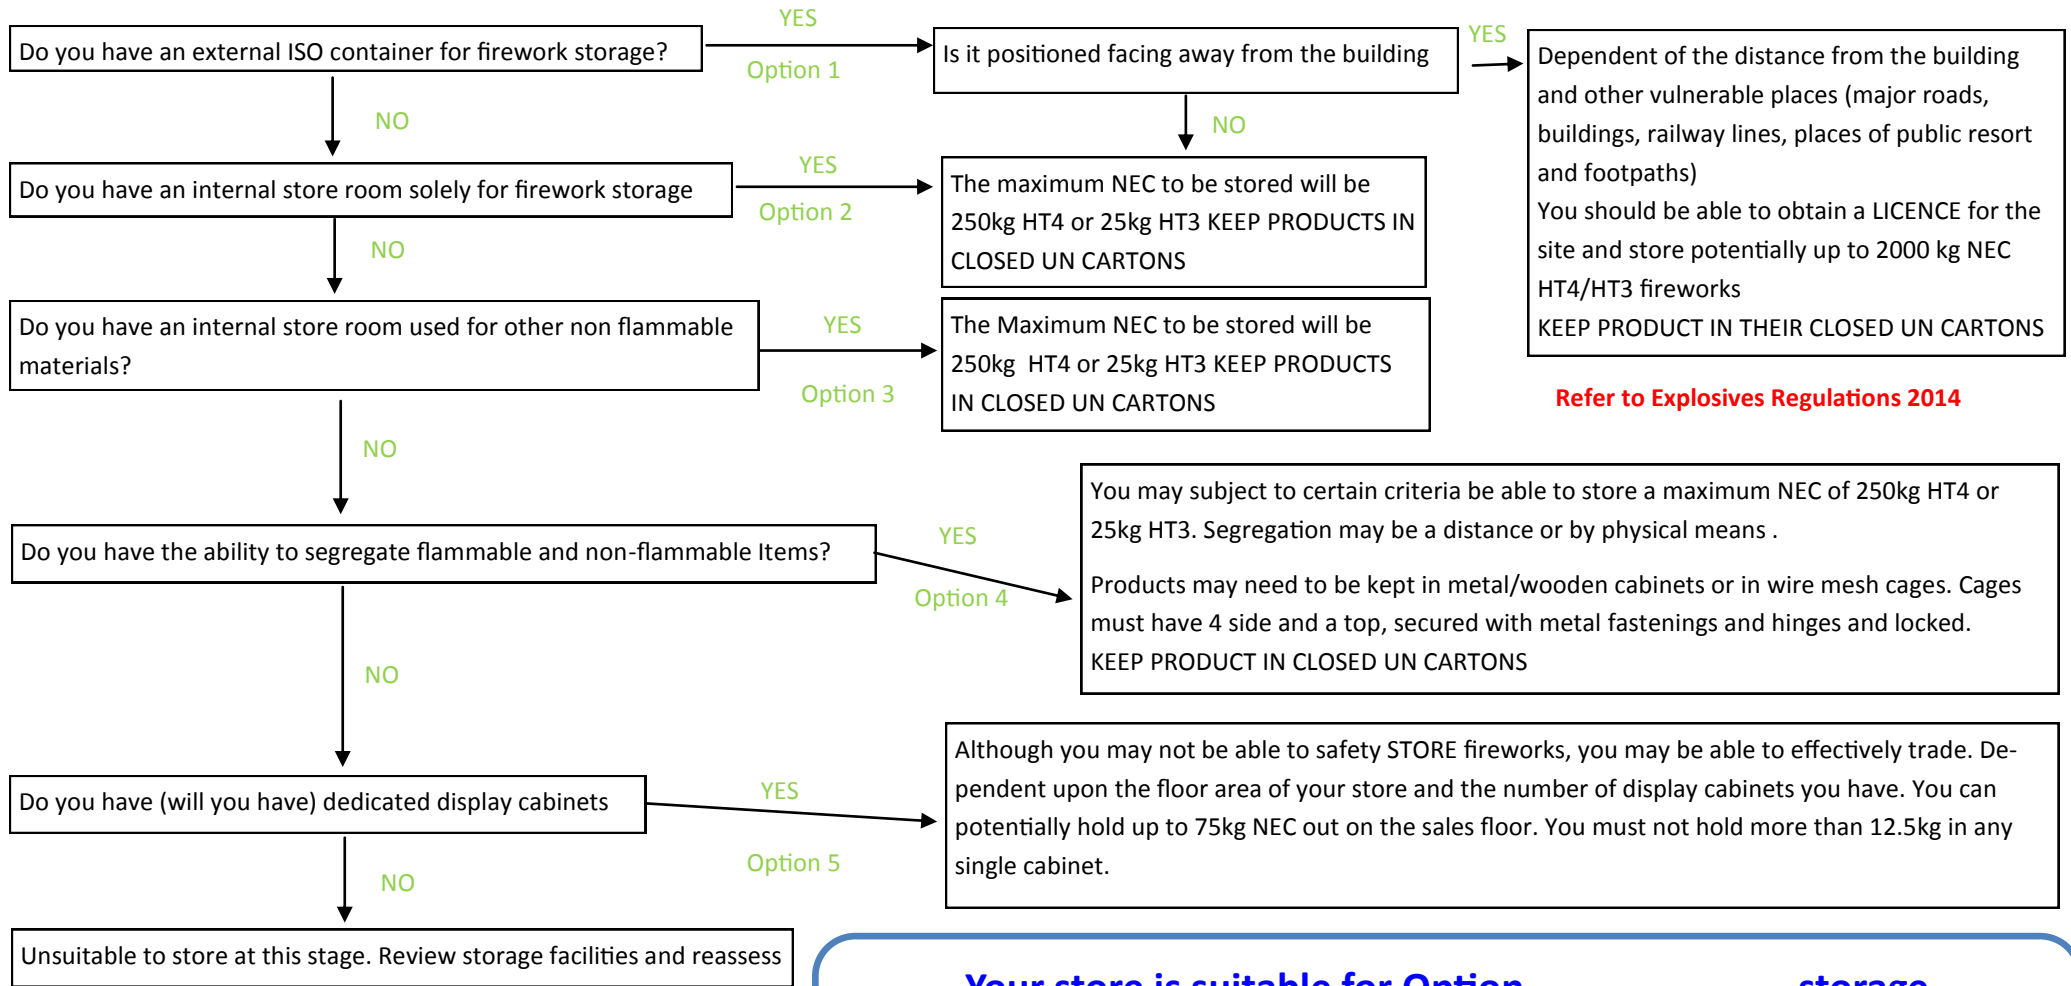 Do you have an external ISO container for firework storage?
YES
Option 1
Is it positioned facing away from the building
YES
Dependent of the distance from the building
and other vulnerable places (major roads,
buildings, railway lines, places of public resort
and footpaths)
You should be able to obtain a LICENCE for the
site and store potentially up to 2000 kg NEC
HT4/HT3 fireworks
KEEP PRODUCT IN THEIR CLOSED UN CARTONS
NO
NO
Do you have an internal store room solely for firework storage
YES
Option 2
The maximum NEC to be stored will be
250kg HT4 or 25kg HT3 KEEP PRODUCTS IN
CLOSED UN CARTONS
NO
Do you have an internal store room used for other non flammable
materials?
YES
Option 3
The Maximum NEC to be stored will be
250kg HT4 or 25kg HT3 KEEP PRODUCTS
IN CLOSED UN CARTONS
Refer to Explosives Regulations 2014
NO
Do you have the ability to segregate flammable and non-flammable Items?
YES
Option 4
You may subject to certain criteria be able to store a maximum NEC of 250kg HT4 or
25kg HT3. Segregation may be a distance or by physical means .
Products may need to be kept in metal/wooden cabinets or in wire mesh cages. Cages
must have 4 side and a top, secured with metal fastenings and hinges and locked.
KEEP PRODUCT IN CLOSED UN CARTONS
NO
Do you have (will you have) dedicated display cabinets
YES
Option 5
Although you may not be able to safety STORE fireworks, you may be able to effectively trade. De-
pendent upon the floor area of your store and the number of display cabinets you have. You can
potentially hold up to 75kg NEC out on the sales floor. You must not hold more than 12.5kg in any
single cabinet.
NO
Unsuitable to store at this stage. Review storage facilities and reassess
Your store is suitable for Option storage